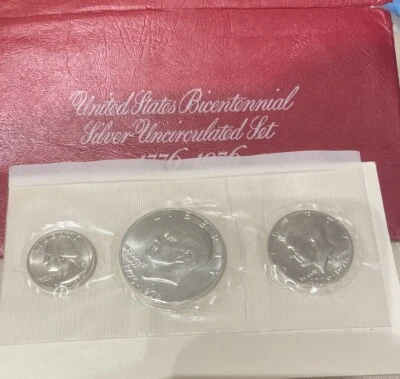 United States Bicentennial
Silver Uncirculated Set
1776-1976
LIBERTY